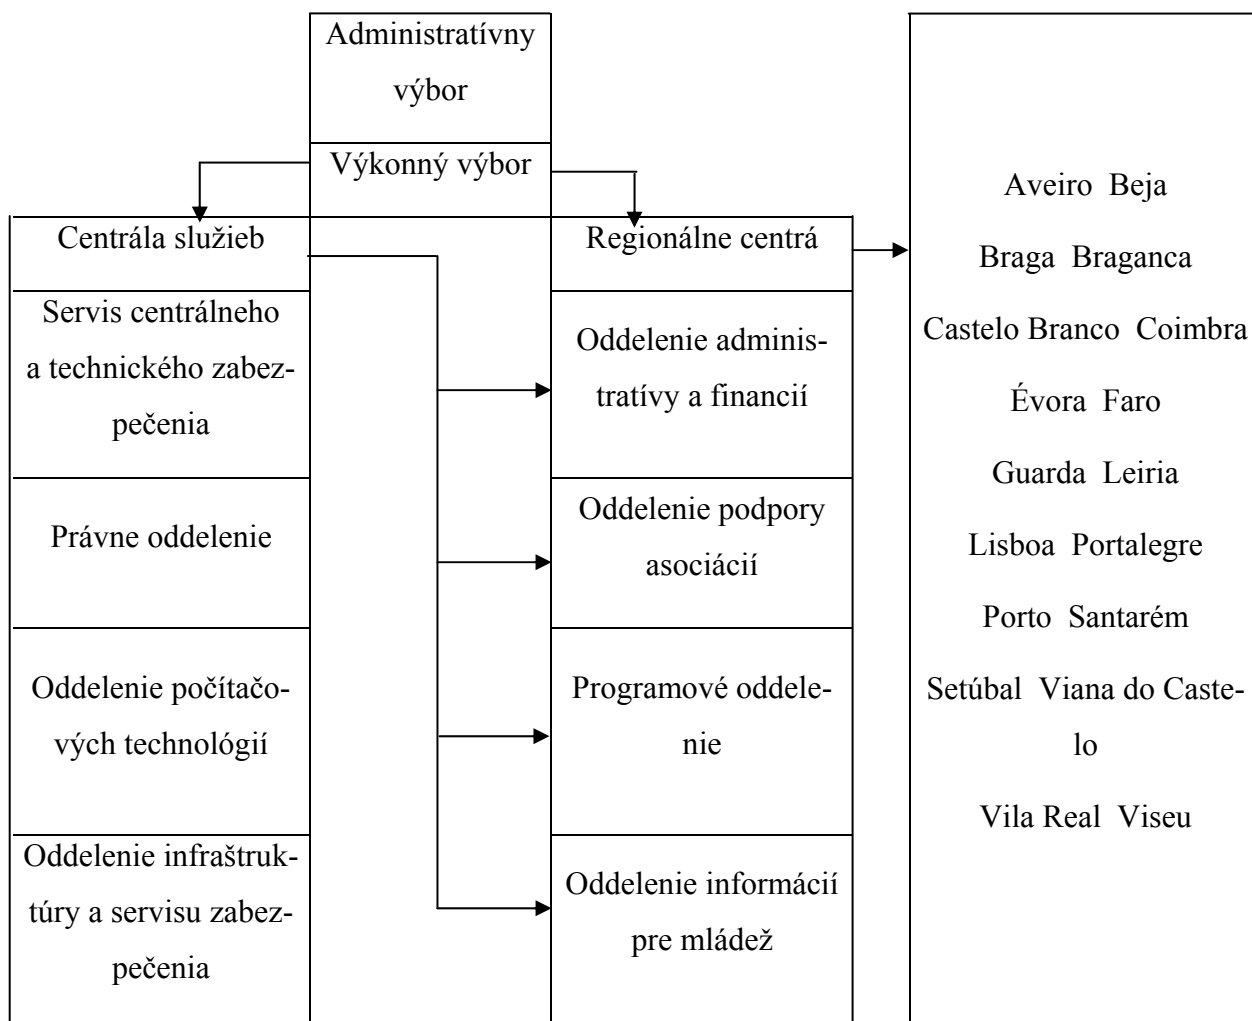 Administratívny
výbor
Výkonný výbor
Centrála služieb
Servis centrálneho
a technického zabez-
pečenia
Právne oddelenie
Oddelenie počítačo-
vých technológií
Oddelenie infraštruk-
túry a servisu zabez-
pečenia
Regionálne centrá
Oddelenie adminis-
tratívy a financií
Oddelenie podpory
asociácií
Programové oddele-
nie
Oddelenie informácií
pre mládež
Aveiro  Beja
Braga  Braganca
Castelo Branco  Coimbra
Évora  Faro
Guarda  Leiria
Lisboa  Portalegre
Porto  Santarém
Setúbal  Viana do Caste-
lo
Vila Real  Viseu